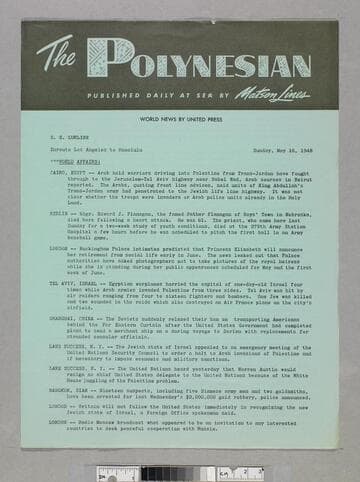 The POLYNESIAN
PUBLISHED DAILY AT SEA BY Matson Lines
WORLD NEWS BY UNITED PRESS
S. S. LURLINE
Enroute Los Angeles to Honolulu Sunday, May 16, 1948
***WORLD AFFAIRS:
CAIRO, EGYPT -- Arab held warriors driving into Palestine from Trans-Jordan have fought
through to the Jerusalem-Tel Aviv highway near Nebel Wad, Arab sources in Beirut
reported. The Arabs, quoting front line advices, said units of King Abdullah's
Trans-Jordan army had penetrated to the Jewish life line highway. It was not
clear whether the troops were invaders or Arab police units already in the Holy
Land.
BERLIN -- Msgr. Edward J. Flanagan, the famed Father Flanagan of Boys' Town in Nebraska,
died here following a heart attack. He was 61. The priest, who came here last
Sunday for a two-week study of youth conditions, died at the 279th Army Station
Hospital a few hours before he was scheduled to pitch the first ball in an Army
baseball game.
LONDON -- Buckingham Palace intimates predicted that Princess Elizabeth will announce
her retirement from social life early in June. The news leaked out that Palace
authorities have asked photographers not to take pictures of the royal heiress
while she is standing during her public appearances scheduled for May and the first
week of June.
TEL AVIV, ISRAEL -- Egyptian warplanes bombed the capital of one-day-old Israel four
times while Arab armies invaded Palestine from three sides. Tel Aviv was hit by
air raiders ranging from four to sixteen fighters and bombers. One Jew was killed
and ten wounded in the raids which also destroyed an Air France plane on the city's
airfield.
SHANGHAI, CHINA -- The Soviets suddenly relaxed their ban on transporting Americans
behind the Far Eastern Curtain after the United States Government had completed
plans to send a merchant ship on a daring voyage to Darien with replacements for
stranded consular officials.
LAKE SUCCESS, N. Y. -- The Jewish state of Israel appealed to an emergency meeting of the
United Nations Security Council to order a halt to Arab invasions of Palestine and
if necessary to impose economic and military sanctions.
LAKE SUCCESS, N. Y. -- The United Nations heard yesterday that Warren Austin would
resign as chief United States delegate to the United Nations because of the White
House juggling of the Palestine problem.
BANGKOK, SIAM -- Nineteen suspects, including five Siamese army men and two goldsmiths,
have been arrested for last Wednesday's $2,000,000 gold robbery, police announced.
LONDON -- Britain will not follow the United States immediately in recognizing the new
Jewish state of Israel, a Foreign Office spokesman said.
LONDON -- Radio Moscow broadcast what appeared to be an invitation to any interested
countries to seek peaceful cooperation with Russia.